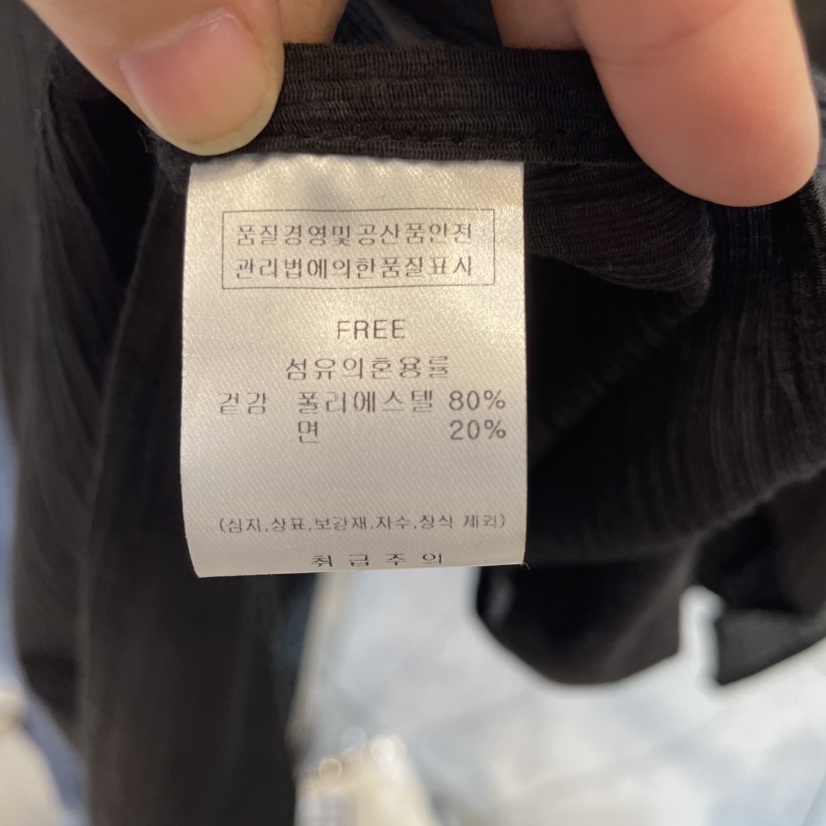 품질경영및공산품안전
관리법에의한품질표시
FREE
섬유의혼용률
겉감 폴리에스텔 80%
면 20%
(심지,상표,보강재,자수,장식 제외)
취급주의